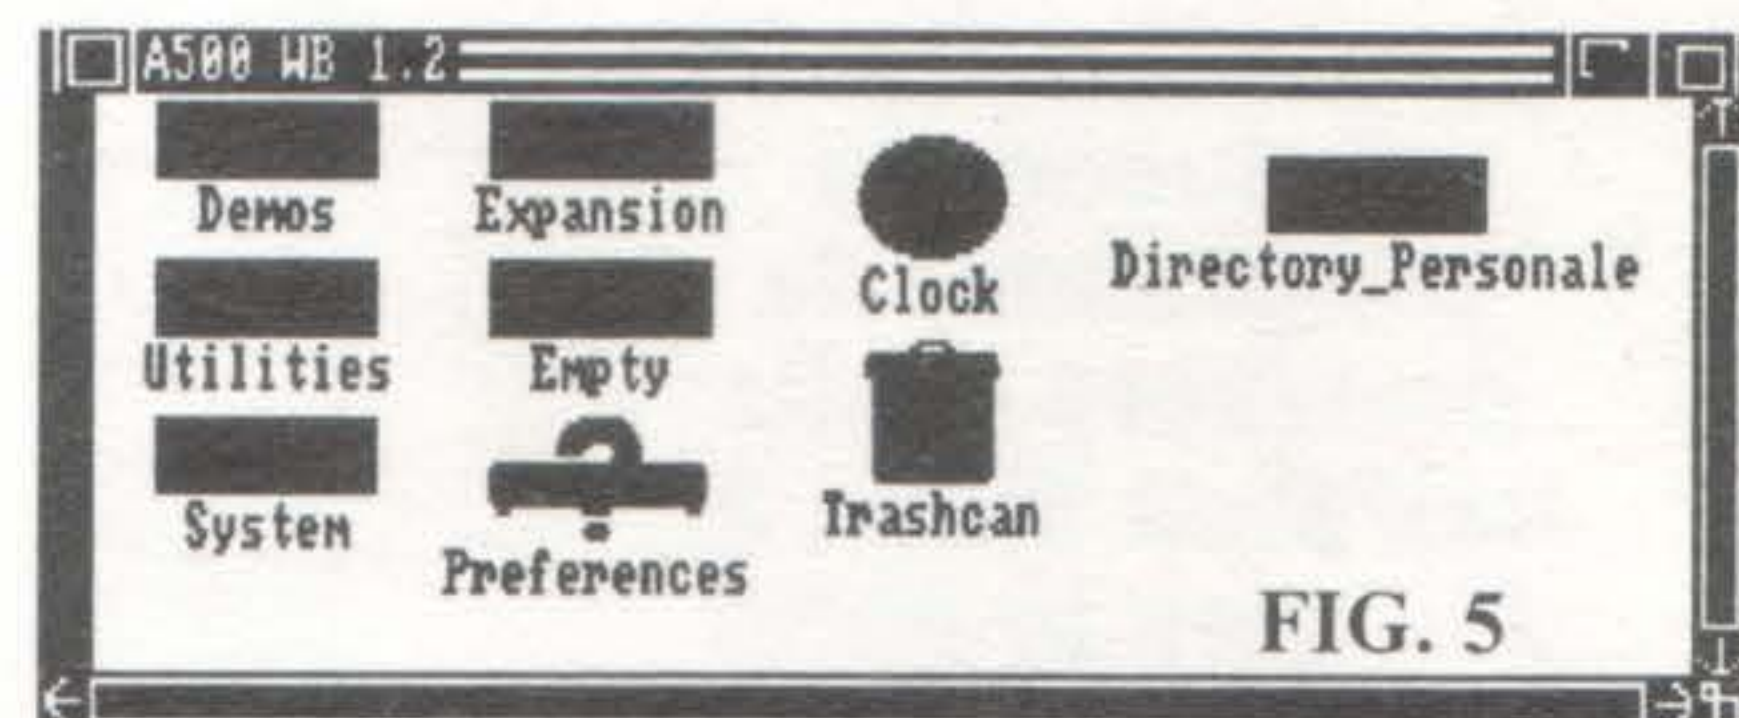 A500 WB 1.2
Demos
Expansion
Clock
Directory_Personale
Utilities
Empty
Trashcan
System
Preferences
FIG. 5